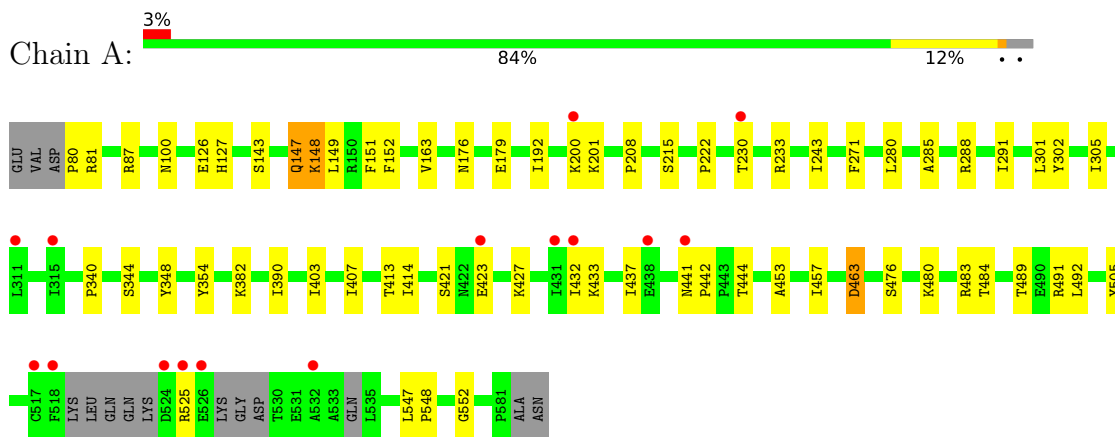 3%
Chain A:
84% 12% • •
GLU VAL ASP P80 R81 R87 N100 E126 H127 S143 Q147 K148 L149 R150 F151 F152 V163 N176 E179 I192 K200 K201 P208 S215 P222 T230 R233 I243 F271 L280 A285 R288 I291 L301 Y302 I305
L311 I315 P340 S344 Y348 Y354 K382 I390 I403 I407 T413 I414 S421 N422 E423 K427 I431 I432 K433 I437 E438 N441 P442 P443 T444 A453 I457 D463 S476 K480 R483 T484 T489 E490 R491 L492
C517 F518 LYS LEU GLN GLN LYS D524 R525 E526 LYS GLY ASP T530 E531 A532 A533 GLN L535 L547 P548 G552 P581 ALA ASN